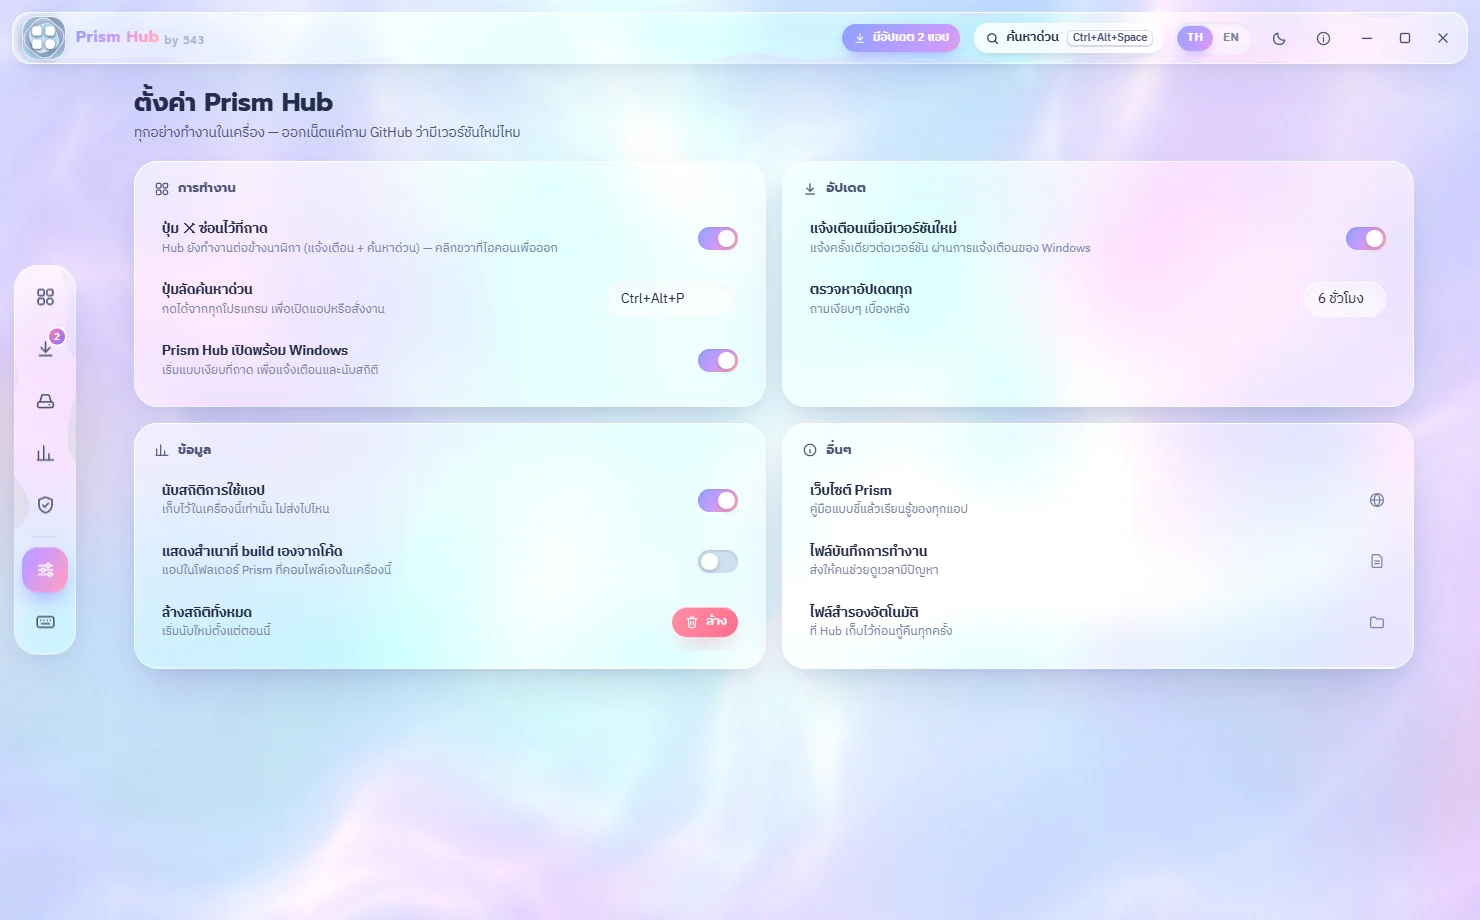 Prism Hub by 543
มีอัปเดต 2 แอป
ค้นหาด่วน Ctrl+Alt+Space
TH EN
ตั้งค่า Prism Hub
ทุกอย่างทำงานในเครื่อง — ออกเน็ตแค่ถาม GitHub ว่ามีเวอร์ชันใหม่ไหม
2
การทำงาน
ปุ่ม ✕ ซ่อนไว้ที่ถาด
Hub ยังทำงานต่อข้างนาฬิกา (แจ้งเตือน + ค้นหาด่วน) — คลิกขวาที่ไอคอนเพื่อออก
ปุ่มลัดค้นหาด่วน
กดได้จากทุกโปรแกรม เพื่อเปิดแอปหรือสั่งงาน
Ctrl+Alt+P
Prism Hub เปิดพร้อม Windows
เริ่มแบบเงียบที่ถาด เพื่อแจ้งเตือนและนับสถิติ
อัปเดต
แจ้งเตือนเมื่อมีเวอร์ชันใหม่
แจ้งครั้งเดียวต่อเวอร์ชัน ผ่านการแจ้งเตือนของ Windows
ตรวจหาอัปเดตทุก
ถามเงียบๆ เบื้องหลัง
6 ชั่วโมง
ข้อมูล
นับสถิติการใช้แอป
เก็บไว้ในเครื่องนี้เท่านั้น ไม่ส่งไปไหน
แสดงสำเนาที่ build เองจากโค้ด
แอปในโฟลเดอร์ Prism ที่คอมไพล์เองในเครื่องนี้
ล้างสถิติทั้งหมด
เริ่มนับใหม่ตั้งแต่ตอนนี้
ล้าง
อื่นๆ
เว็บไซต์ Prism
คู่มือแบบชี้แล้วเรียนรู้ของทุกแอป
ไฟล์บันทึกการทำงาน
ส่งให้คนช่วยดูเวลามีปัญหา
ไฟล์สำรองอัตโนมัติ
ที่ Hub เก็บไว้ก่อนกู้คืนทุกครั้ง